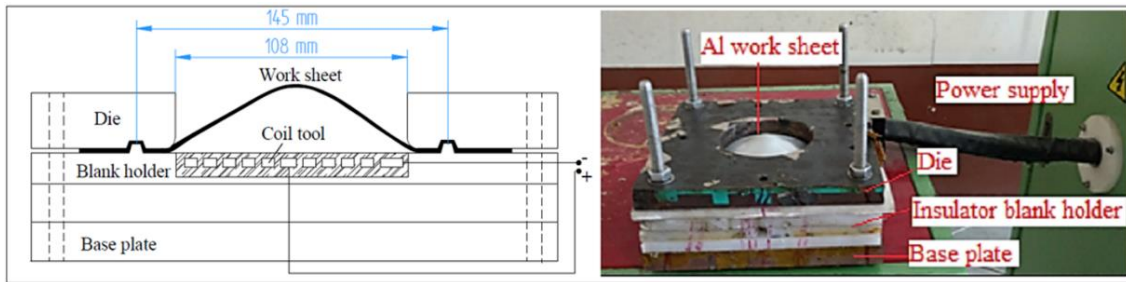 145 mm
108 mm
Work sheet
Die
Coil tool
Blank holder
-
+
Base plate
Al work sheet
Power supply
Die
Insulator blank holder
Base plate